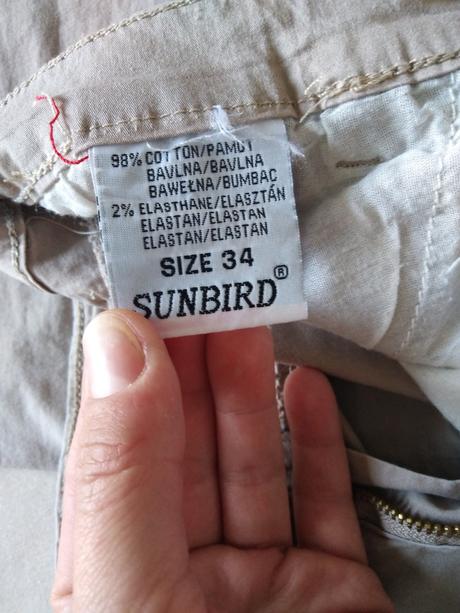 98% COTTON/PAMUT
BAVLNA/BAVLNA
BAWEŁNA/BUMBAC
2% ELASTHANE/ELASZTÁN
ELASTAN/ELASTAN
ELASTAN/ELASTAN
SIZE 34
SUNBIRD®